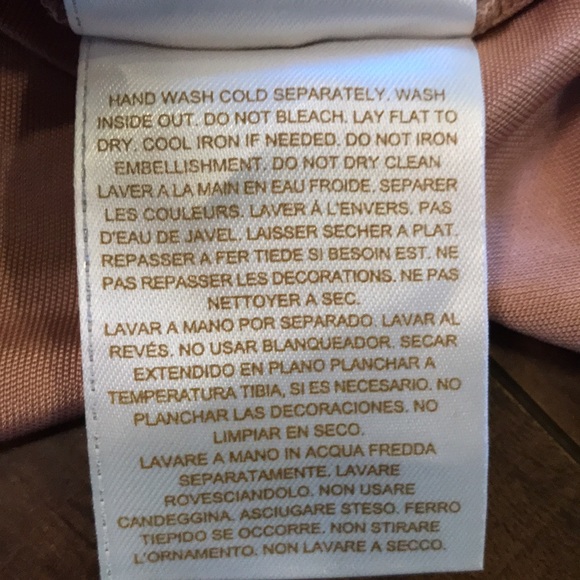 HAND WASH COLD SEPARATELY. WASH
INSIDE OUT. DO NOT BLEACH. LAY FLAT TO
DRY. COOL IRON IF NEEDED. DO NOT IRON
EMBELLISHMENT. DO NOT DRY CLEAN
LAVER A LA MAIN EN EAU FROIDE. SEPARER
LES COULEURS. LAVER À L'ENVERS. PAS
D'EAU DE JAVEL. LAISSER SECHER A PLAT.
REPASSER A FER TIEDE SI BESOIN EST. NE
PAS REPASSER LES DECORATIONS. NE PAS
NETTOYER A SEC.
LAVAR A MANO POR SEPARADO. LAVAR AL
REVÉS. NO USAR BLANQUEADOR. SECAR
EXTENDIDO EN PLANO PLANCHAR A
TEMPERATURA TIBIA, SI ES NECESARIO. NO
PLANCHAR LAS DECORACIONES. NO
LIMPIAR EN SECO.
LAVARE A MANO IN ACQUA FREDDA
SEPARATAMENTE. LAVARE
ROVESCIANDOLO. NON USARE
CANDEGGINA. ASCIUGARE STESO. FERRO
TIEPIDO SE OCCORRE. NON STIRARE
L'ORNAMENTO. NON LAVARE A SECCO.